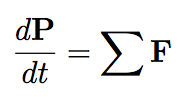 dP/dt = ∑ F